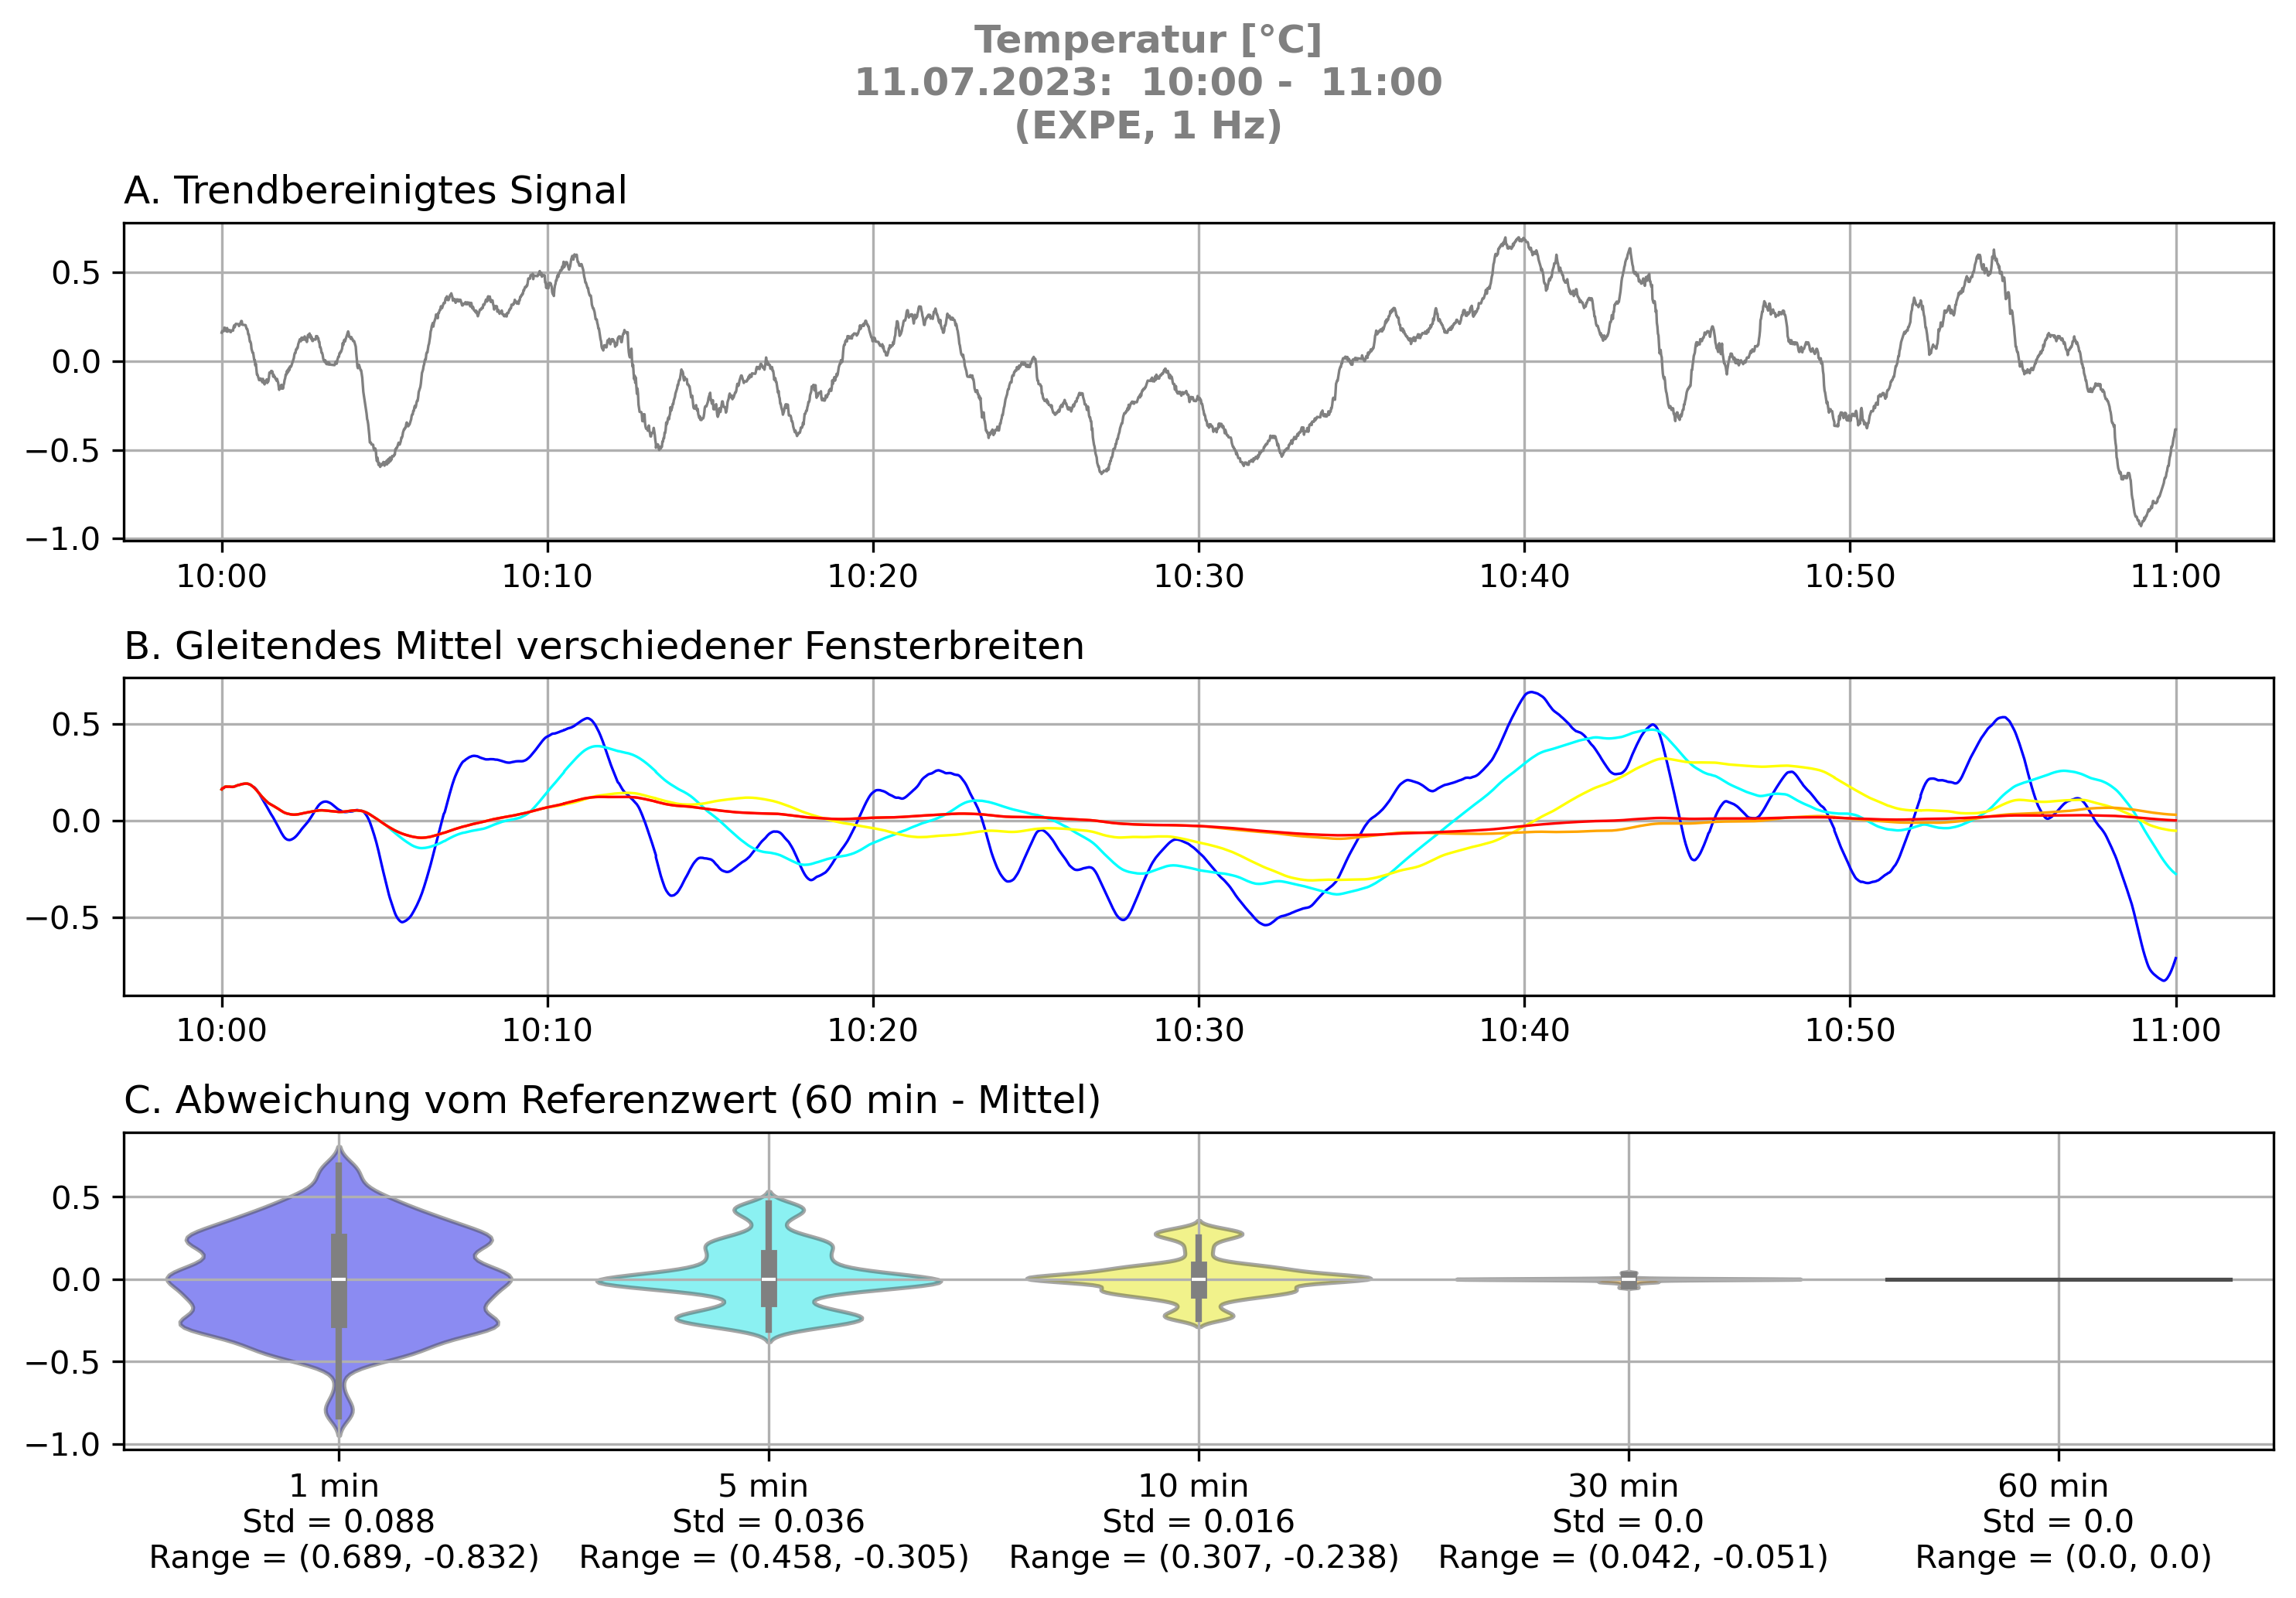 Temperatur [°C]
11.07.2023:  10:00 -  11:00
(EXPE, 1 Hz)
A. Trendbereinigtes Signal
0.5
0.0
−0.5
−1.0
10:00 10:10 10:20 10:30 10:40 10:50 11:00
B. Gleitendes Mittel verschiedener Fensterbreiten
0.5
0.0
−0.5
10:00 10:10 10:20 10:30 10:40 10:50 11:00
C. Abweichung vom Referenzwert (60 min - Mittel)
0.5
0.0
−0.5
−1.0
1 min 5 min 10 min 30 min 60 min
Std = 0.088 Std = 0.036 Std = 0.016 Std = 0.0 Std = 0.0
Range = (0.689, -0.832) Range = (0.458, -0.305) Range = (0.307, -0.238) Range = (0.042, -0.051) Range = (0.0, 0.0)